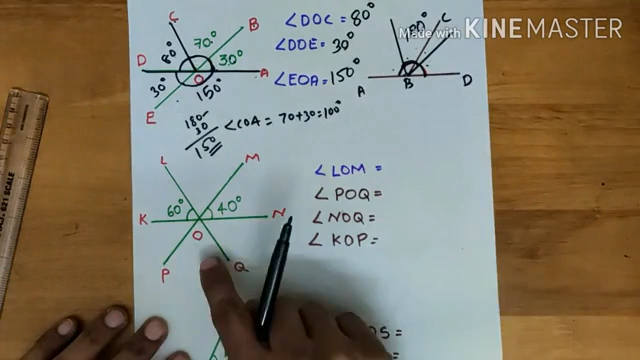 Made with KINEMASTER
C
B
D
A
E
O
80°
70°
30°
30°
150°
∠DOC = 80°
∠DOE = 30°
∠EOA = 150°
C
A
B
D
180-
30
150
∠COA = 70+30=100°
L
M
K
N
O
P
Q
60°
40°
∠LOM =
∠POQ =
∠NOQ =
∠KOP =
SCALE